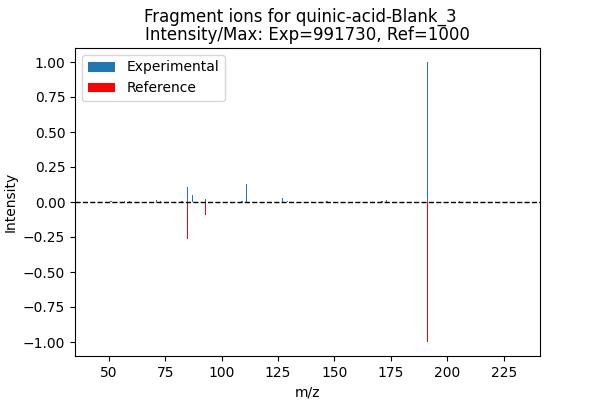 Fragment ions for quinic-acid-Blank_3
Intensity/Max: Exp=991730, Ref=1000
Experimental
Reference
1.00
0.75
0.50
0.25
0.00
−0.25
−0.50
−0.75
−1.00
Intensity
50
75
100
125
150
175
200
225
m/z